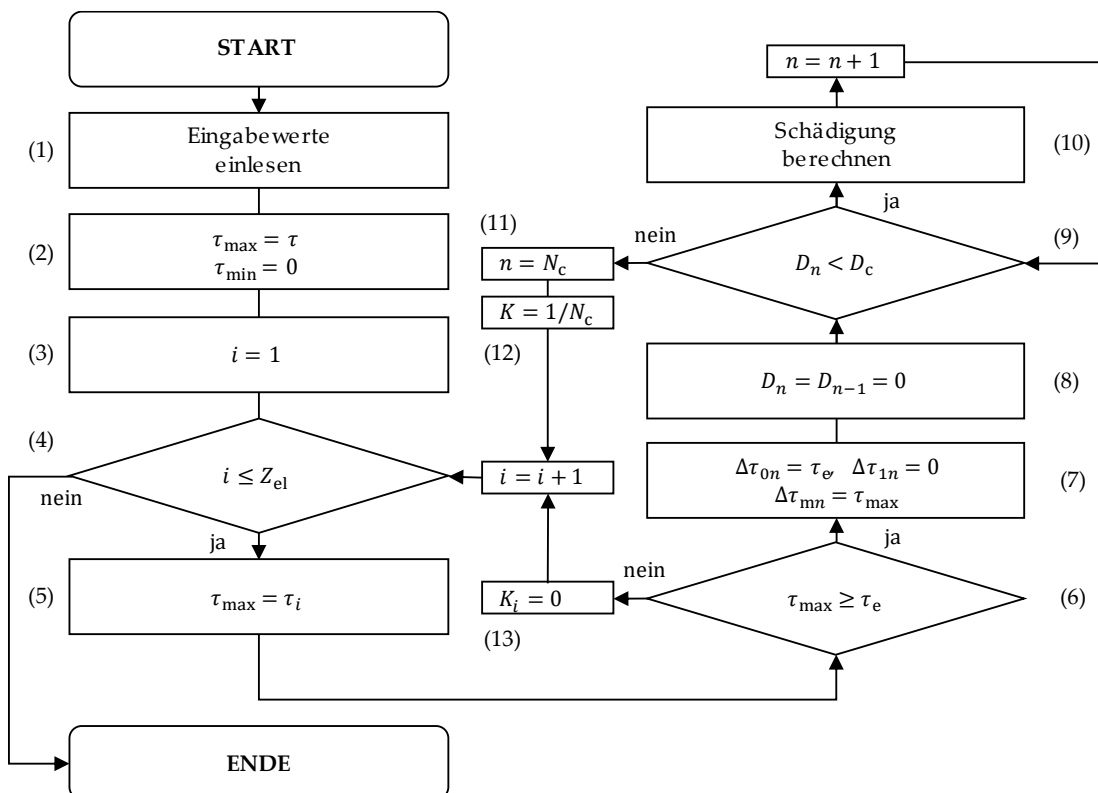 START
(1)
Eingabewerte
einlesen
(2)
τmax = τ
τmin = 0
(3)
i = 1
(4)
i ≤ Zel
nein
ja
(5)
τmax = τi
ENDE
n = n + 1
Schädigung
berechnen
(10)
ja
(9)
Dn < Dc
nein
(11)
n = Nc
K = 1/Nc
(12)
Dn = Dn−1 = 0
(8)
i = i + 1
Δτ0n = τe, Δτ1n = 0
Δτmn = τmax
(7)
ja
nein
τmax ≥ τe
(6)
Ki = 0
(13)